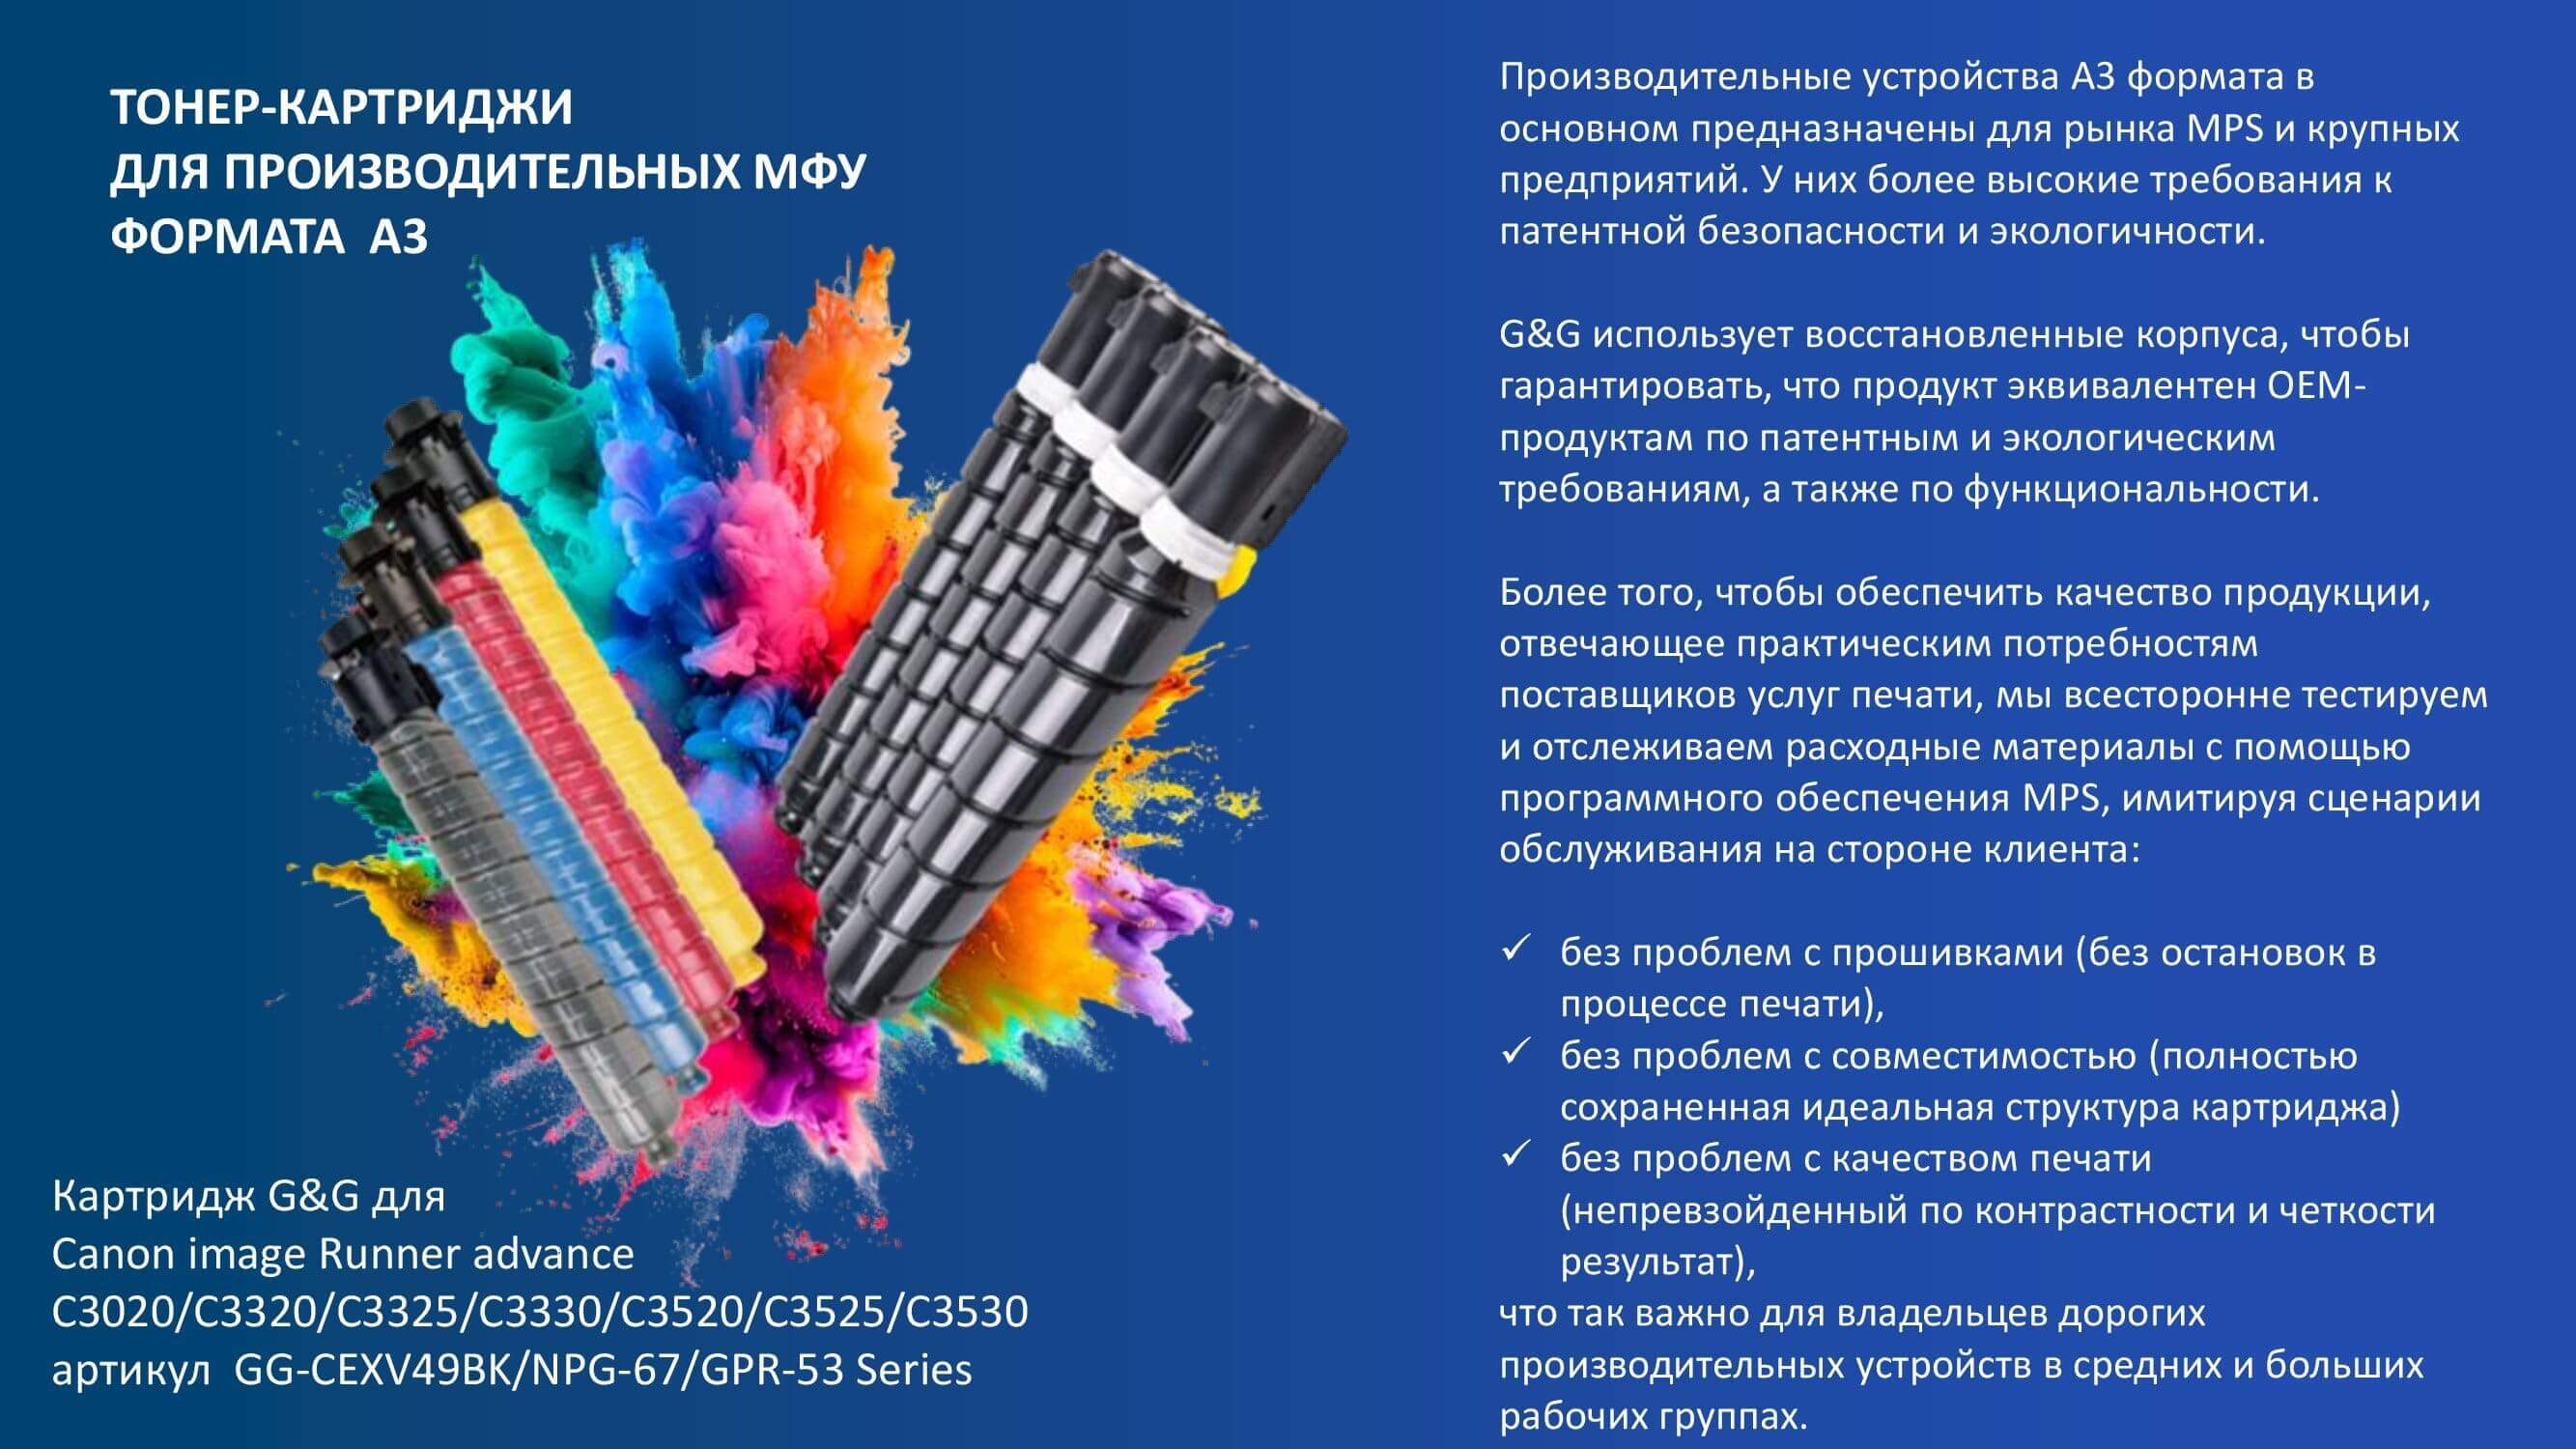 ТОНЕР-КАРТРИДЖИ
ДЛЯ ПРОИЗВОДИТЕЛЬНЫХ МФУ
ФОРМАТА  А3
Картридж G&G для
Canon image Runner advance
C3020/C3320/C3325/C3330/C3520/C3525/C3530
артикул  GG-CEXV49BK/NPG-67/GPR-53 Series
Производительные устройства А3 формата в
основном предназначены для рынка MPS и крупных
предприятий. У них более высокие требования к
патентной безопасности и экологичности.
G&G использует восстановленные корпуса, чтобы
гарантировать, что продукт эквивалентен OEM-
продуктам по патентным и экологическим
требованиям, а также по функциональности.
Более того, чтобы обеспечить качество продукции,
отвечающее практическим потребностям
поставщиков услуг печати, мы всесторонне тестируем
и отслеживаем расходные материалы с помощью
программного обеспечения MPS, имитируя сценарии
обслуживания на стороне клиента:
✓ без проблем с прошивками (без остановок в
процессе печати),
✓ без проблем с совместимостью (полностью
сохраненная идеальная структура картриджа)
✓ без проблем с качеством печати
(непревзойденный по контрастности и четкости
результат),
что так важно для владельцев дорогих
производительных устройств в средних и больших
рабочих группах.